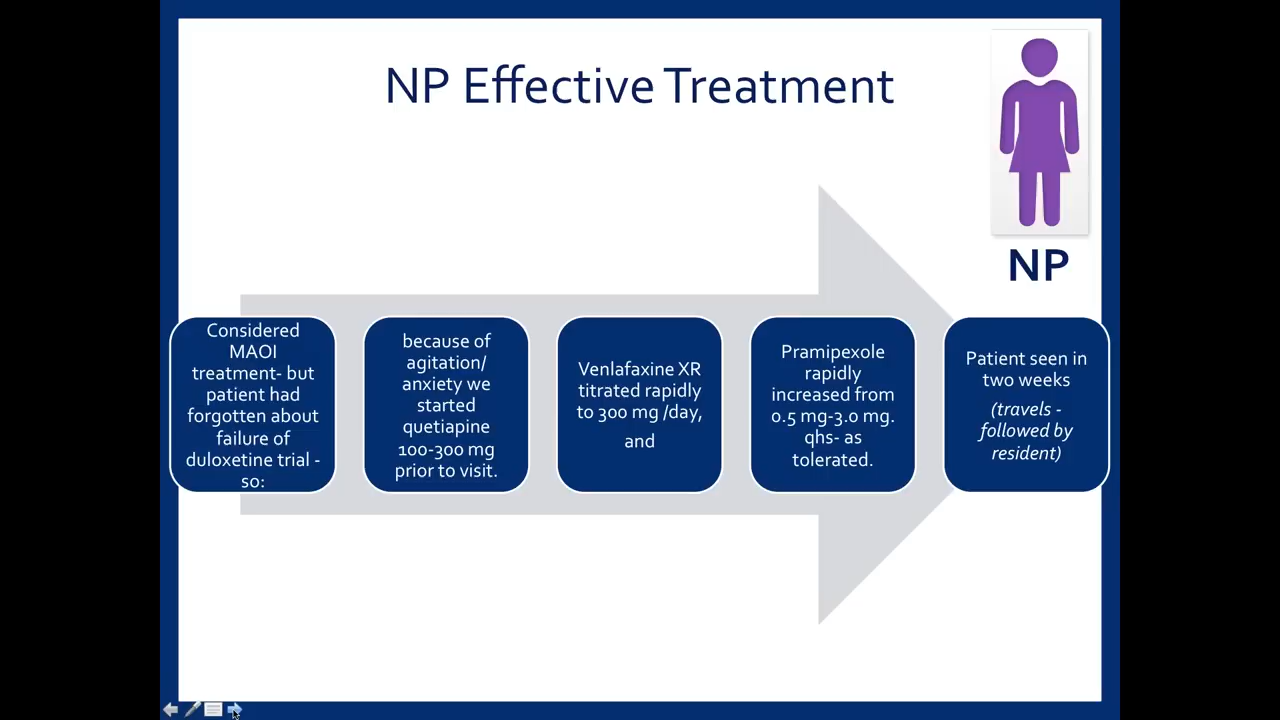 NP Effective Treatment
NP
Considered
MAOI
treatment- but
patient had
forgotten about
failure of
duloxetine trial -
so:
because of
agitation/
anxiety we
started
quetiapine
100-300 mg
prior to visit.
Venlafaxine XR
titrated rapidly
to 300 mg /day,
and
Pramipexole
rapidly
increased from
0.5 mg-3.0 mg.
qhs- as
tolerated.
Patient seen in
two weeks
(travels -
followed by
resident)